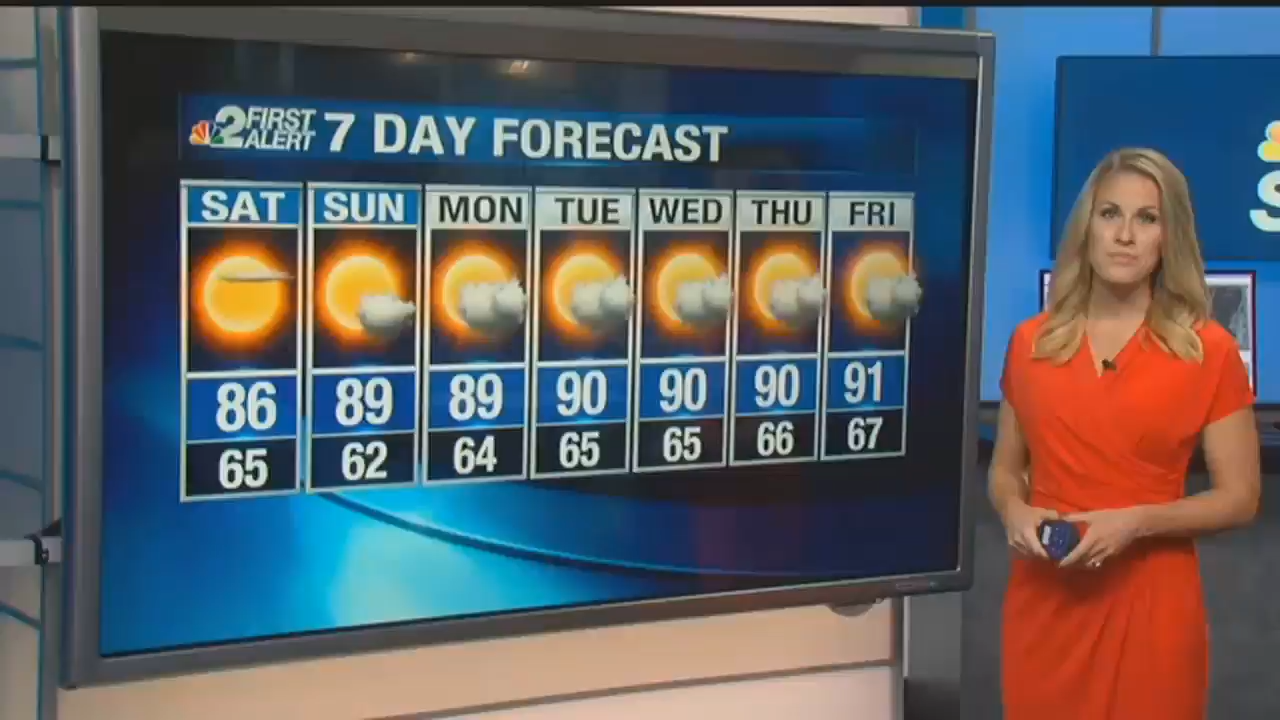 2 FIRST ALERT 7 DAY FORECAST
SAT SUN MON TUE WED THU FRI
86 89 89 90 90 90 91
65 62 64 65 65 66 67
S